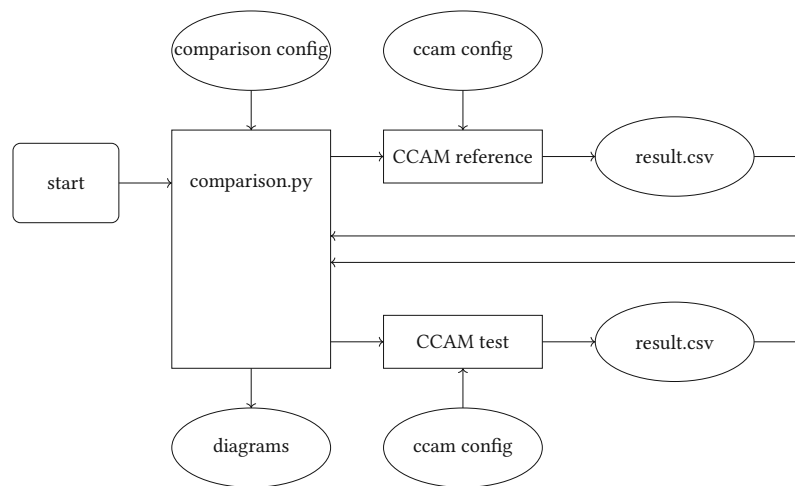 comparison config
ccam config
start
comparison.py
CCAM reference
result.csv
CCAM test
result.csv
diagrams
ccam config